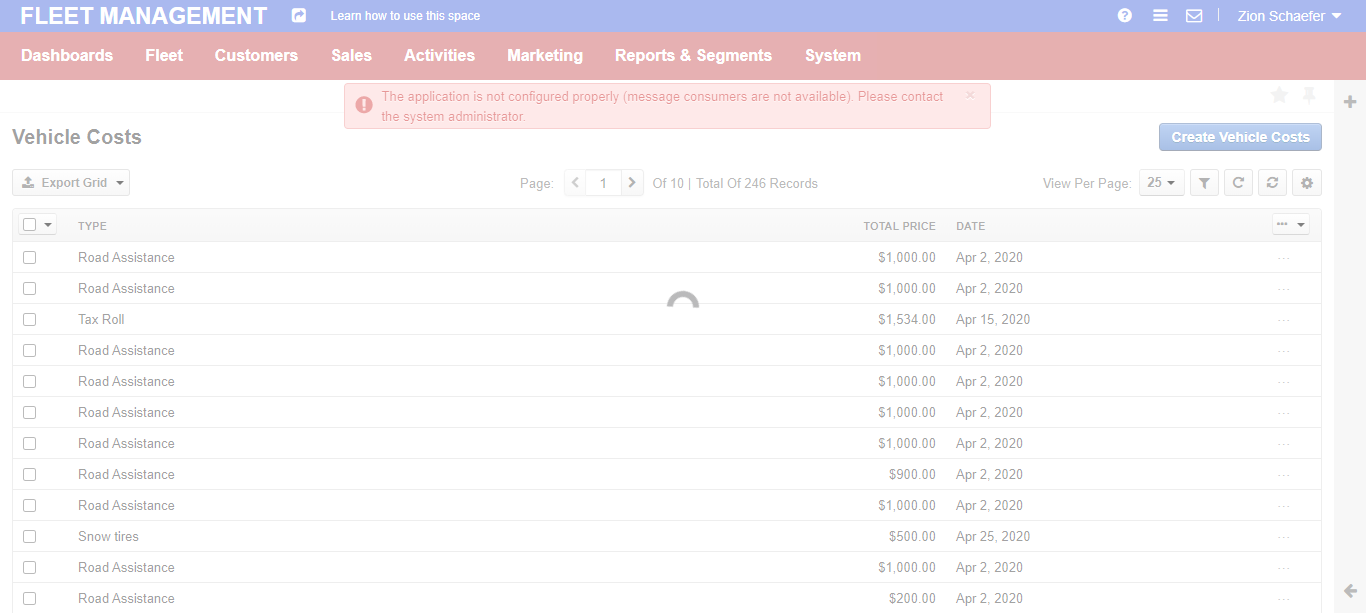 FLEET MANAGEMENT Learn how to use this space Zion Schaefer
Dashboards Fleet Customers Sales Activities Marketing Reports & Segments System
The application is not configured properly (message consumers are not available). Please contact
the system administrator.
Vehicle Costs
Create Vehicle Costs
Export Grid Page: 1 Of 10 | Total Of 246 Records View Per Page: 25
TYPE TOTAL PRICE DATE
Road Assistance $1,000.00 Apr 2, 2020
Road Assistance $1,000.00 Apr 2, 2020
Tax Roll $1,534.00 Apr 15, 2020
Road Assistance $1,000.00 Apr 2, 2020
Road Assistance $1,000.00 Apr 2, 2020
Road Assistance $1,000.00 Apr 2, 2020
Road Assistance $1,000.00 Apr 2, 2020
Road Assistance $900.00 Apr 2, 2020
Road Assistance $1,000.00 Apr 2, 2020
Snow tires $500.00 Apr 25, 2020
Road Assistance $1,000.00 Apr 2, 2020
Road Assistance $200.00 Apr 2, 2020